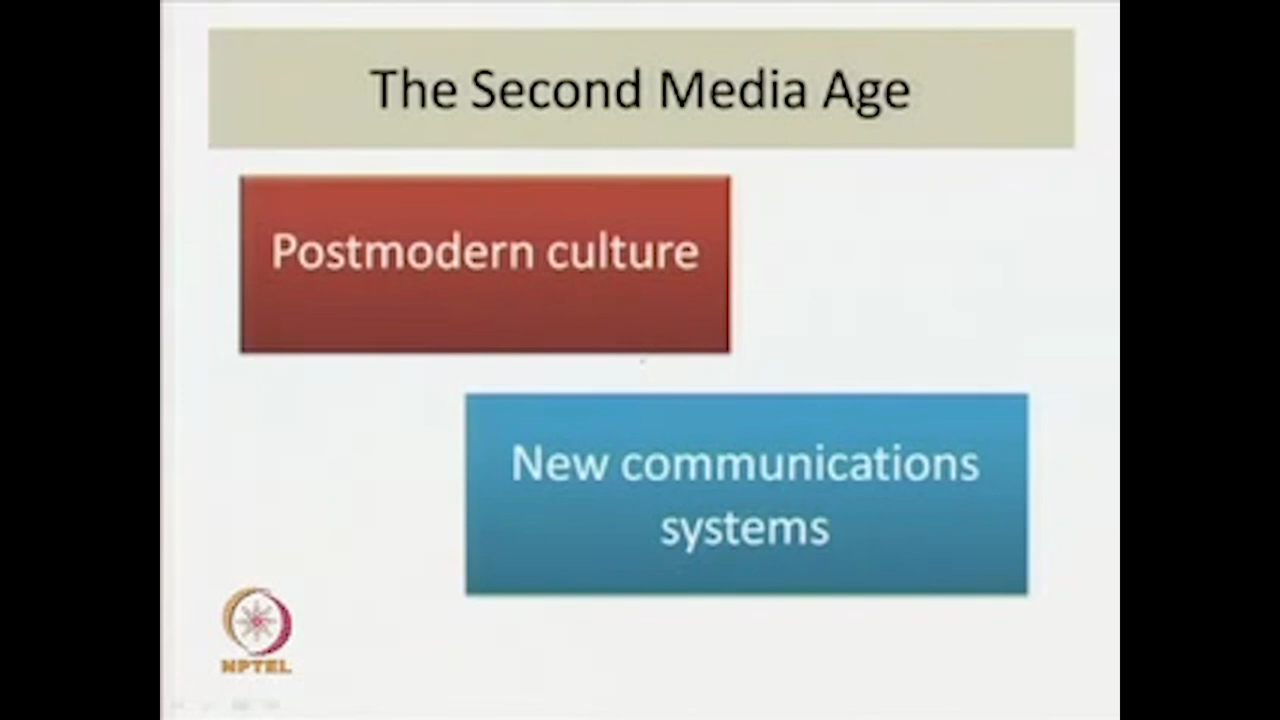 The Second Media Age
Postmodern culture
New communications
systems
NPTEL